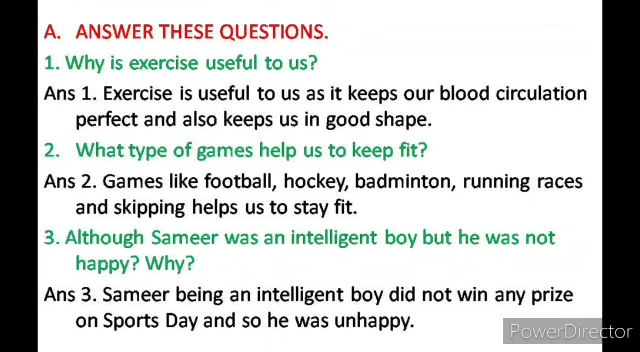 A. ANSWER THESE QUESTIONS.
1. Why is exercise useful to us?
Ans 1. Exercise is useful to us as it keeps our blood circulation
perfect and also keeps us in good shape.
2. What type of games help us to keep fit?
Ans 2. Games like football, hockey, badminton, running races
and skipping helps us to stay fit.
3. Although Sameer was an intelligent boy but he was not
happy? Why?
Ans 3. Sameer being an intelligent boy did not win any prize
on Sports Day and so he was unhappy.
PowerDirector